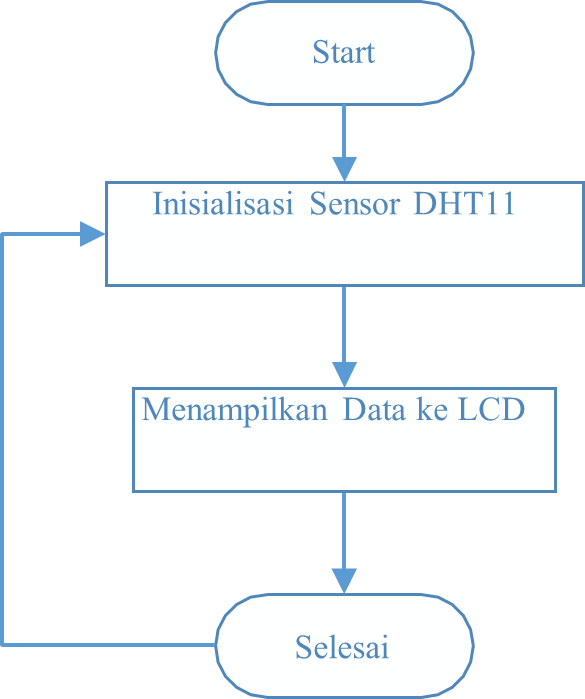 Start
Inisialisasi Sensor DHT11
Menampilkan Data ke LCD
Selesai